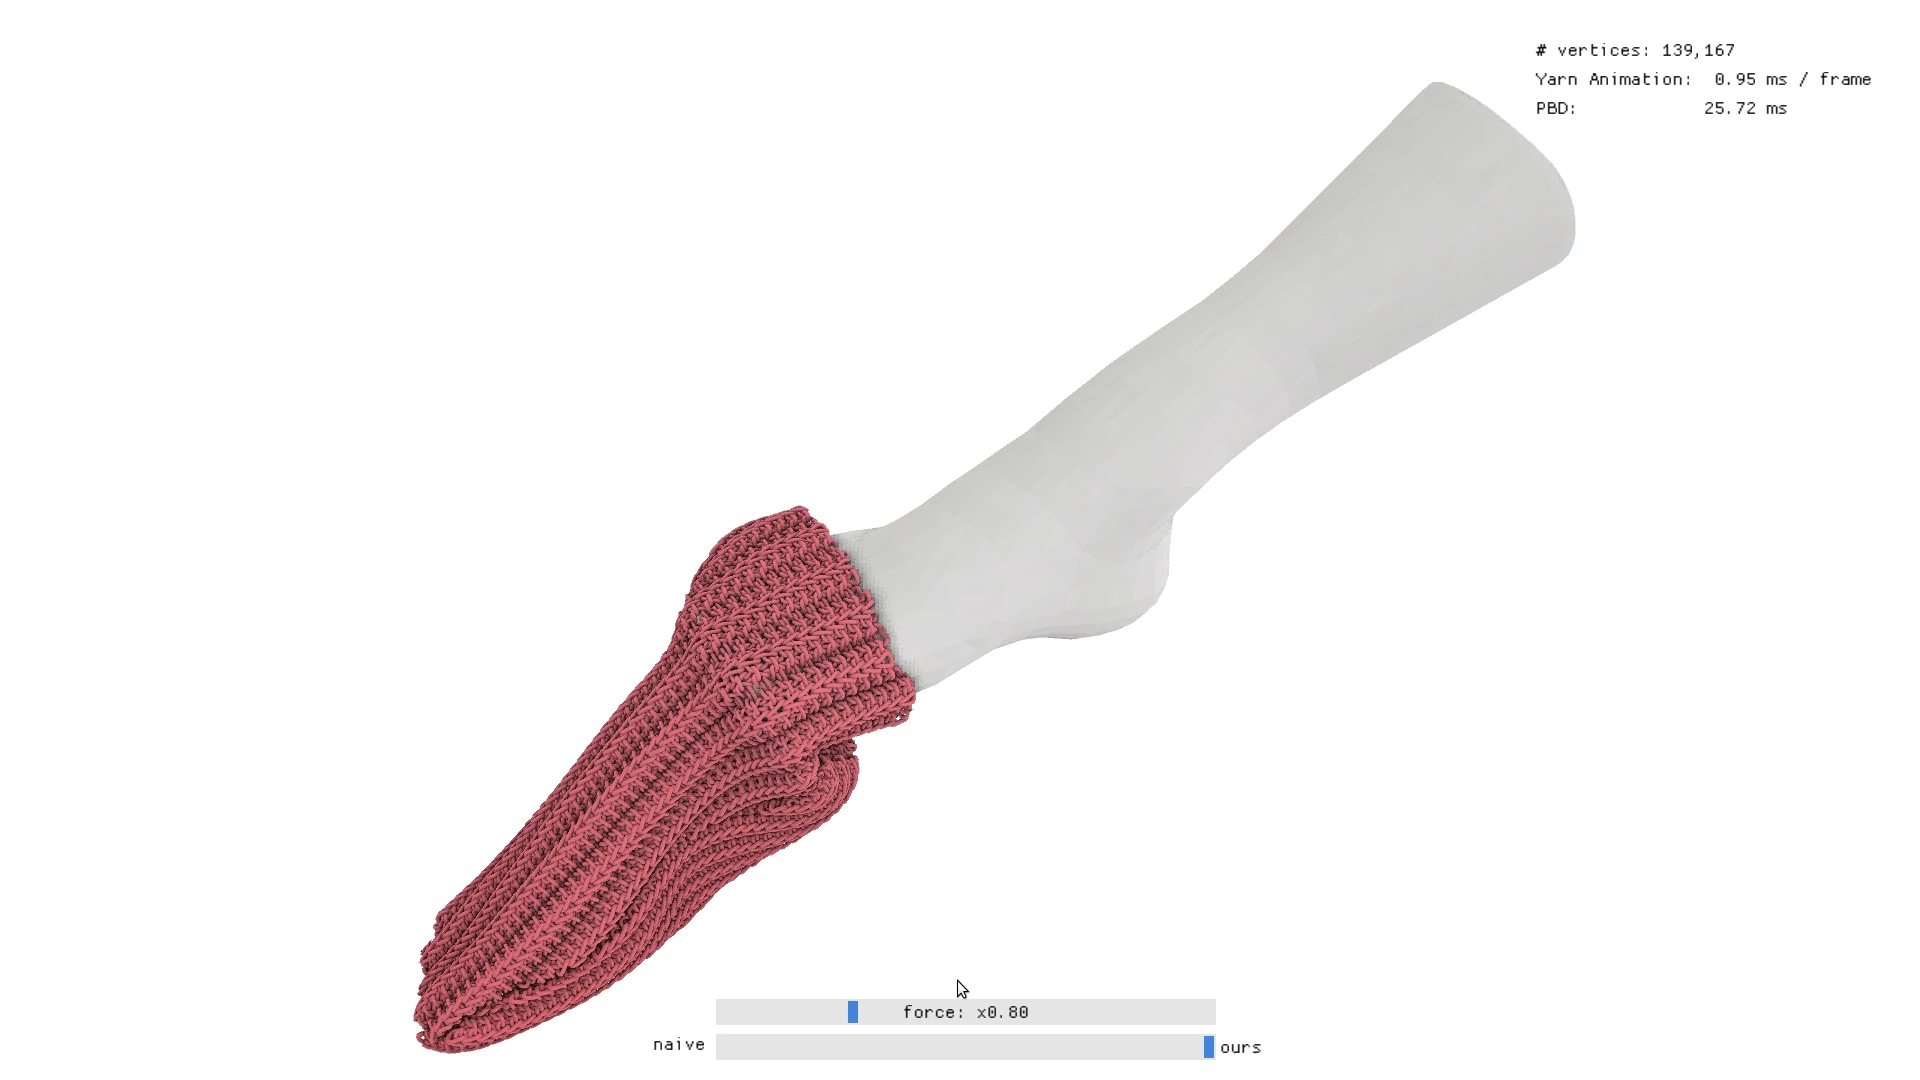 # vertices: 139,167
Yarn Animation: 0.95 ms / frame
PBD: 25.72 ms
force: x0.80
naive ours